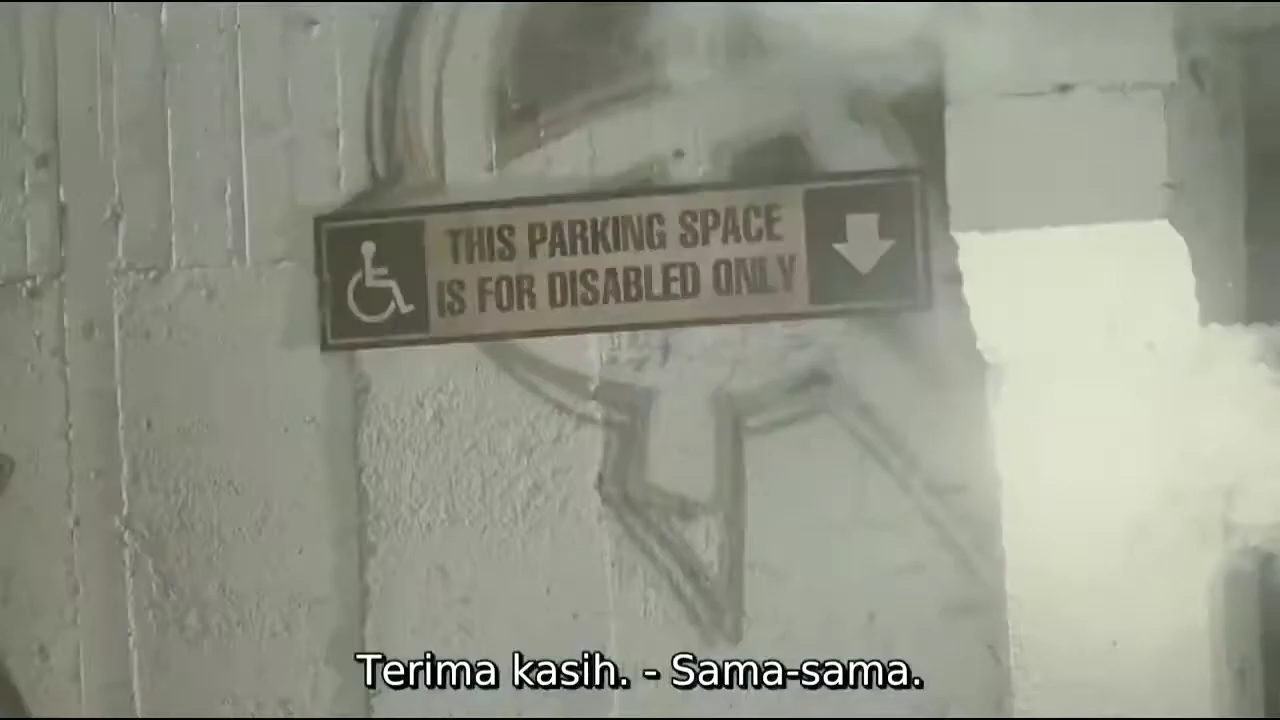 THIS PARKING SPACE
IS FOR DISABLED ONLY
Terima kasih. - Sama-sama.